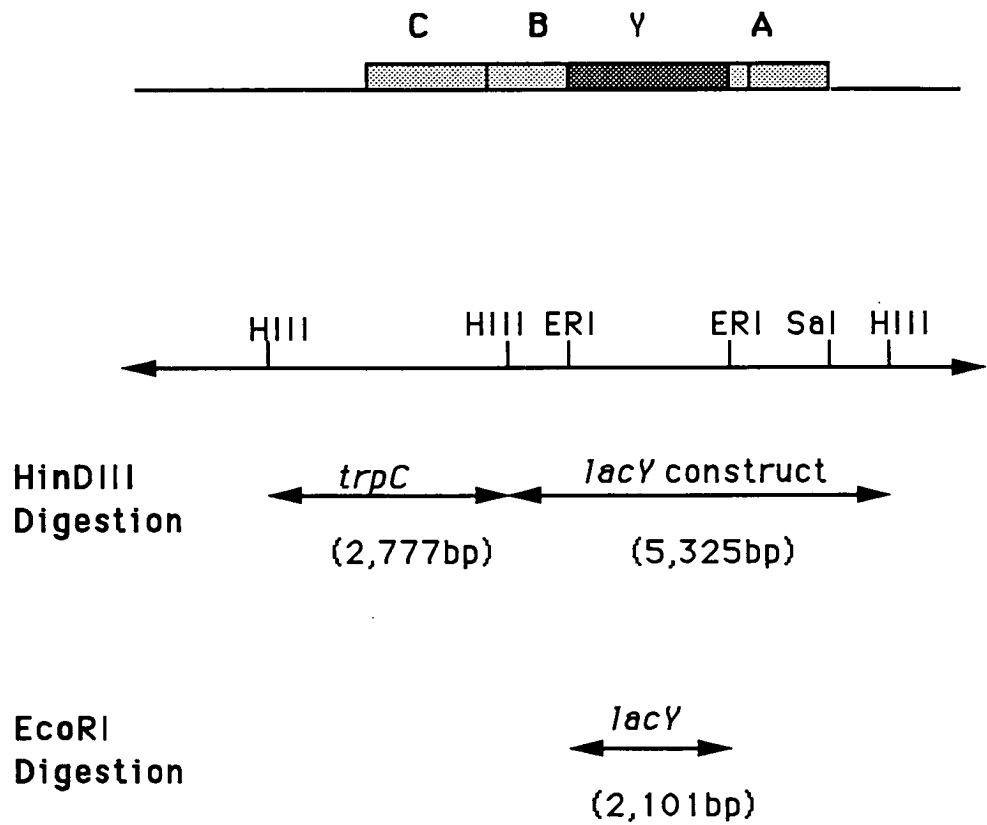 C B Y A
HIII HIII ERI ERI Sal HIII
HinDIII
Digestion
trpC lacY construct
(2,777bp) (5,325bp)
EcoRI
Digestion
lacY
(2,101bp)